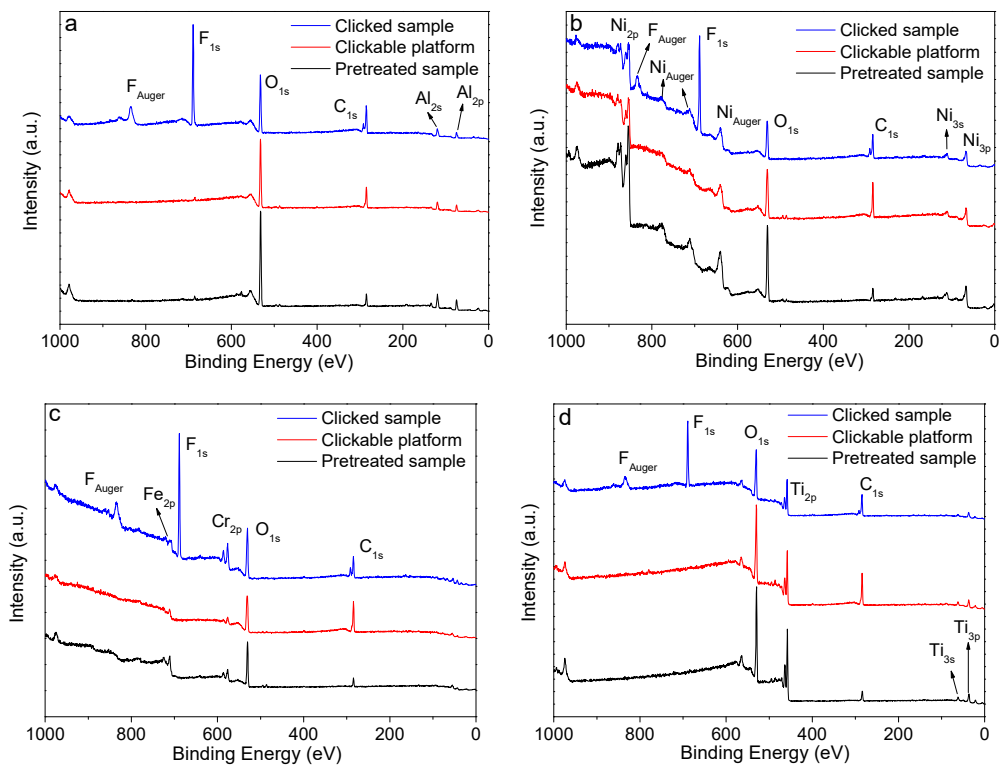 a
Clicked sample
Clickable platform
Pretreated sample
F1s
O1s
FAuger
C1s
Al2s
Al2p
Intensity (a.u.)
1000 800 600 400 200 0
Binding Energy (eV)
b
Clicked sample
Clickable platform
Pretreated sample
Ni2p
FAuger
F1s
NiAuger
NiAuger
O1s
C1s
Ni3s
Ni3p
Intensity (a.u.)
1000 800 600 400 200 0
Binding Energy (eV)
c
Clicked sample
Clickable platform
Pretreated sample
F1s
FAuger
Fe2p
Cr2p
O1s
C1s
Intensity (a.u.)
1000 800 600 400 200 0
Binding Energy (eV)
d
Clicked sample
Clickable platform
Pretreated sample
F1s
O1s
FAuger
Ti2p
C1s
Ti3s
Ti3p
Intensity (a.u.)
1000 800 600 400 200 0
Binding Energy (eV)